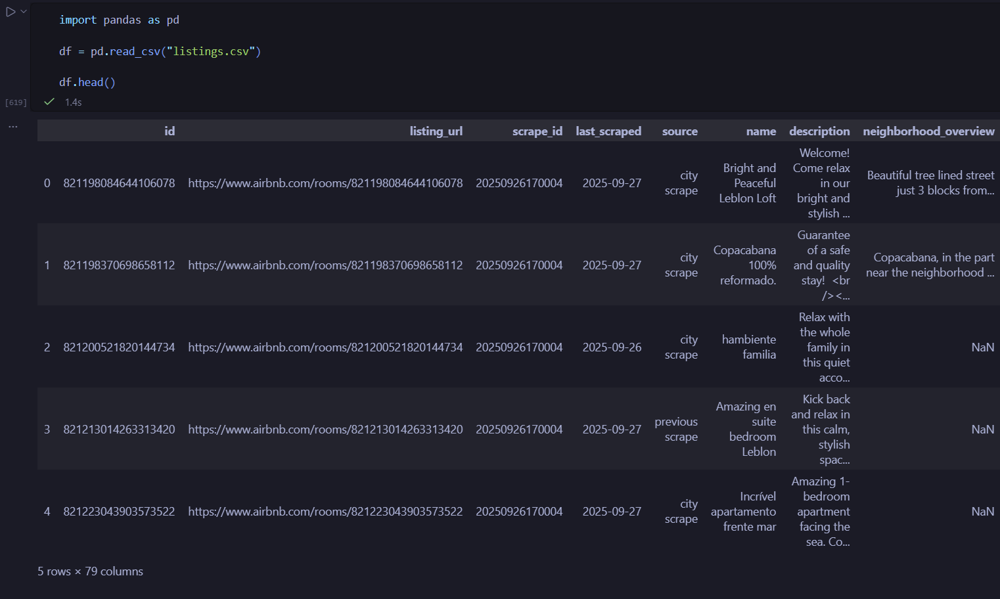 import pandas as pd
df = pd.read_csv("listings.csv")
df.head()
[619] 1.4s
...
id listing_url scrape_id last_scraped source name description neighborhood_overview
0 821198084644106078 https://www.airbnb.com/rooms/821198084644106078 20250926170004 2025-09-27 city scrape Bright and Peaceful Leblon Loft Welcome! Come relax in our bright and stylish ... Beautiful tree lined street just 3 blocks from...
1 821198370698658112 https://www.airbnb.com/rooms/821198370698658112 20250926170004 2025-09-27 city scrape Copacabana 100% reformado. Guarantee of a safe and quality stay! <br /><... Copacabana, in the part near the neighborhood ...
2 821200521820144734 https://www.airbnb.com/rooms/821200521820144734 20250926170004 2025-09-26 city scrape hambiente familia Relax with the whole family in this quiet acco... NaN
3 821213014263313420 https://www.airbnb.com/rooms/821213014263313420 20250926170004 2025-09-27 previous scrape Amazing en suite bedroom Leblon Kick back and relax in this calm, stylish spac... NaN
4 821223043903573522 https://www.airbnb.com/rooms/821223043903573522 20250926170004 2025-09-27 city scrape Incrível apartamento frente mar Amazing 1-bedroom apartment facing the sea. Co... NaN
5 rows × 79 columns